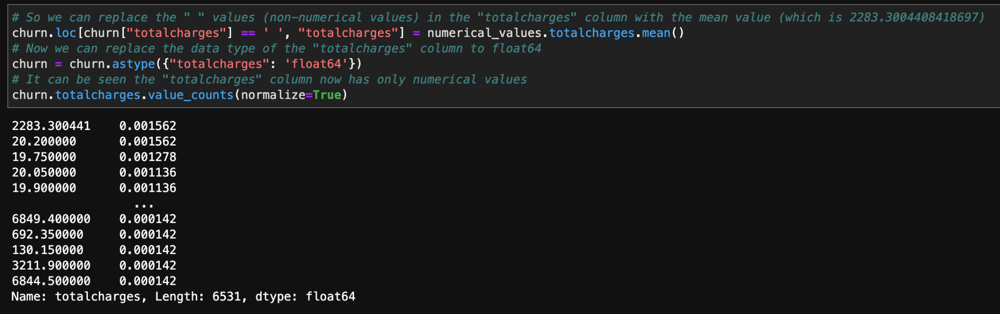 # So we can replace the " " values (non-numerical values) in the "totalcharges" column with the mean value (which is 2283.3004408418697)
churn.loc[churn["totalcharges"] == ' ', "totalcharges"] = numerical_values.totalcharges.mean()
# Now we can replace the data type of the "totalcharges" column to float64
churn = churn.astype({"totalcharges": 'float64'})
# It can be seen the "totalcharges" column now has only numerical values
churn.totalcharges.value_counts(normalize=True)
2283.300441    0.001562
20.200000      0.001562
19.750000      0.001278
20.050000      0.001136
19.900000      0.001136
...
6849.400000    0.000142
692.350000     0.000142
130.150000     0.000142
3211.900000    0.000142
6844.500000    0.000142
Name: totalcharges, Length: 6531, dtype: float64